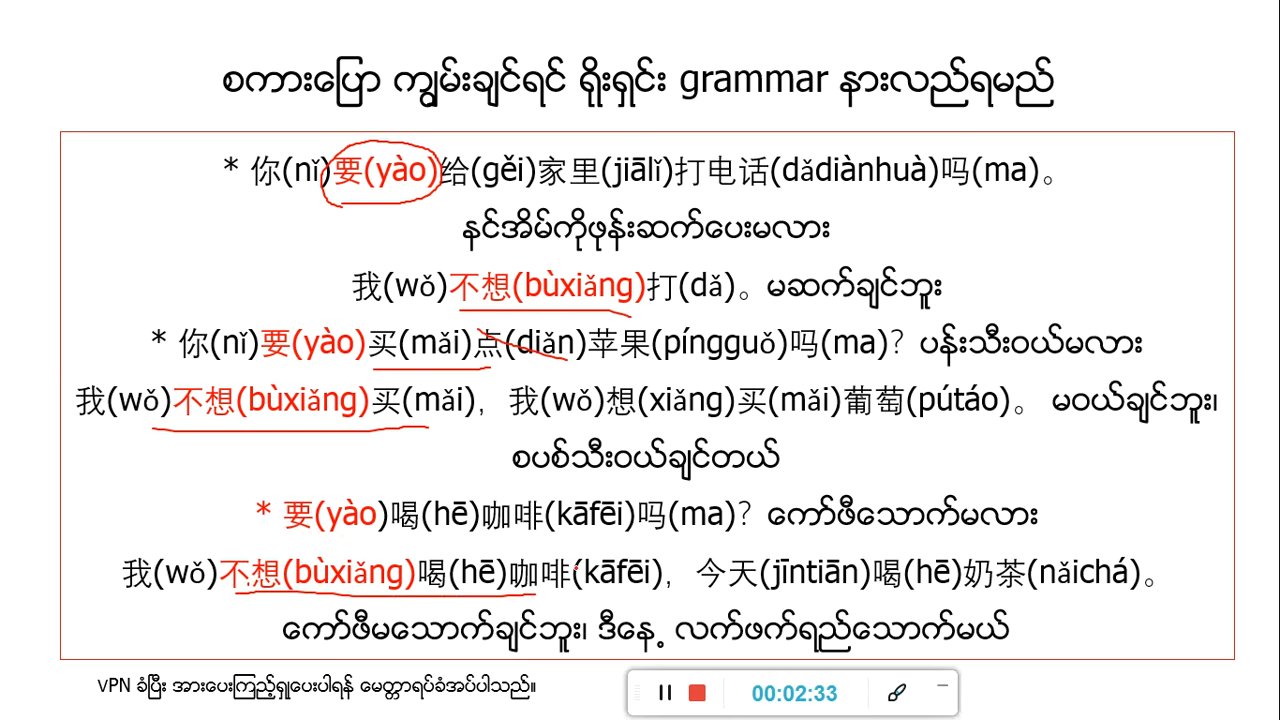 စကားပြော ကျွမ်းချင်ရင် ရိုးရှင်း grammar နားလည်ရမည်
* 你(nǐ)要(yào)给(gěi)家里(jiālǐ)打电话(dǎdiànhuà)吗(ma)。
နင်အိမ်ကိုဖုန်းဆက်ပေးမလား
我(wǒ)不想(bùxiǎng)打(dǎ)。မဆက်ချင်ဘူး
* 你(nǐ)要(yào)买(mǎi)点(diǎn)苹果(píngguǒ)吗(ma)？ပန်းသီးဝယ်မလား
我(wǒ)不想(bùxiǎng)买(mǎi)，我(wǒ)想(xiǎng)买(mǎi)葡萄(pútáo)。 မဝယ်ချင်ဘူး၊
စပစ်သီးဝယ်ချင်တယ်
* 要(yào)喝(hē)咖啡(kāfēi)吗(ma)？ကော်ဖီသောက်မလား
我(wǒ)不想(bùxiǎng)喝(hē)咖啡(kāfēi)，今天(jīntiān)喝(hē)奶茶(nǎichá)。
ကော်ဖီမသောက်ချင်ဘူး၊ ဒီနေ့ လက်ဖက်ရည်သောက်မယ်
VPN ခံပြီး အားပေးကြည့်ရှုပေးပါရန် မေတ္တာရပ်ခံအပ်ပါသည်။
00:02:33